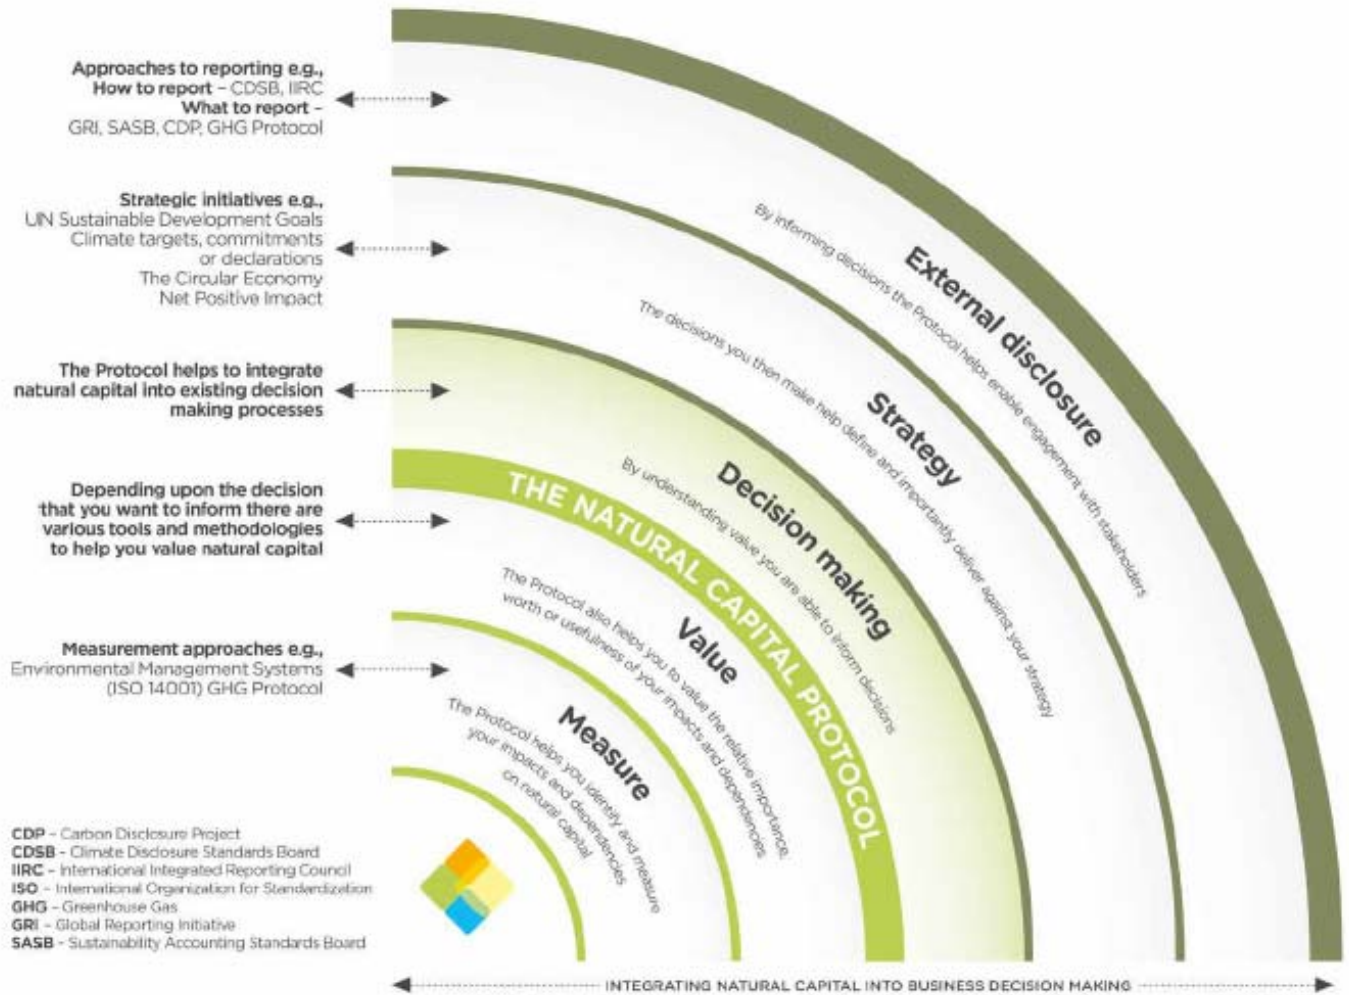 Approaches to reporting e.g.,
How to report – CDSB, IIRC
What to report –
GRI, SASB, CDP, GHG Protocol
Strategic initiatives e.g.,
UN Sustainable Development Goals
Climate targets, commitments
or declarations
The Circular Economy
Net Positive Impact
The Protocol helps to integrate
natural capital into existing decision
making processes
Depending upon the decision
that you want to inform there are
various tools and methodologies
to help you value natural capital
Measurement approaches e.g.,
Environmental Management Systems
(ISO 14001) GHG Protocol
External disclosure
By informing decisions the Protocol helps enable engagement with stakeholders
Strategy
The decisions you then make help define and importantly deliver against your strategy
Decision making
By understanding value you are able to inform decisions
THE NATURAL CAPITAL PROTOCOL
Value
The Protocol also helps you to value the relative importance,
worth or usefulness of your impacts and dependencies
Measure
The Protocol helps you identify and measure
your impacts and dependencies
on natural capital
CDP – Carbon Disclosure Project
CDSB – Climate Disclosure Standards Board
IIRC – International Integrated Reporting Council
ISO – International Organization for Standardization
GHG – Greenhouse Gas
GRI – Global Reporting Initiative
SASB – Sustainability Accounting Standards Board
INTEGRATING NATURAL CAPITAL INTO BUSINESS DECISION MAKING